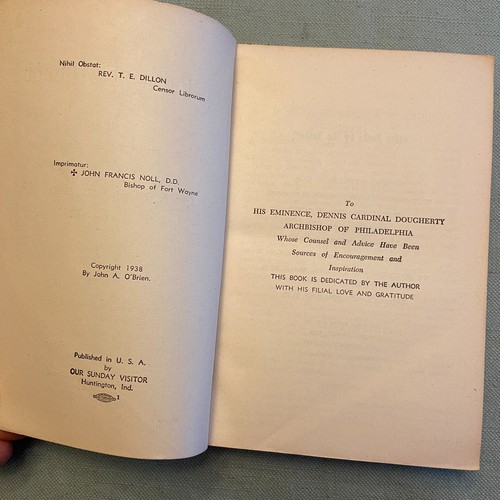 Nihil Obstat:
REV. T. E. DILLON
Censor Librorum
Imprimatur:
✠ JOHN FRANCIS NOLL, D.D.
Bishop of Fort Wayne
Copyright 1938
By John A. O'Brien.
Published in U. S. A.
by
OUR SUNDAY VISITOR
Huntington, Ind.
1
To
HIS EMINENCE, DENNIS CARDINAL DOUGHERTY
ARCHBISHOP OF PHILADELPHIA
Whose Counsel and Advice Have Been
Sources of Encouragement and
Inspiration
THIS BOOK IS DEDICATED BY THE AUTHOR
WITH HIS FILIAL LOVE AND GRATITUDE